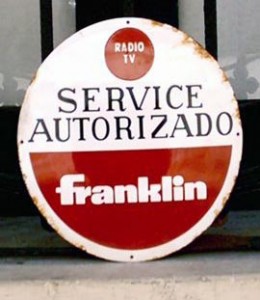 RADIO
TV
SERVICE
AUTORIZADO.
franklin